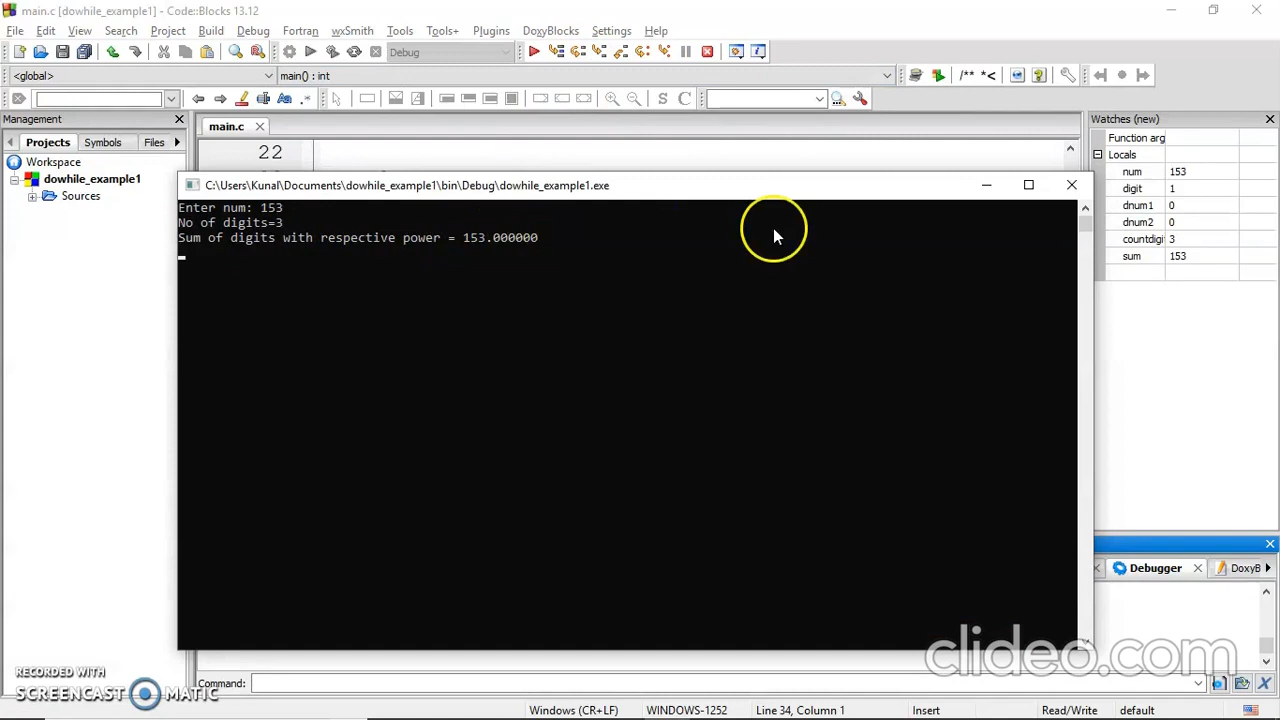 main.c [dowhile_example1] - Code::Blocks 13.12
File Edit View Search Project Build Debug Fortran wxSmith Tools Tools+ Plugins DoxyBlocks Settings Help
Debug
<global> main() : int /** *<
S C
Management main.c Watches (new)
Projects Symbols Files 22
Workspace
dowhile_example1
Sources
Function arg
Locals
num 153
digit 1
dnum1 0
dnum2 0
countdigi 3
sum 153
C:\Users\Kunal\Documents\dowhile_example1\bin\Debug\dowhile_example1.exe
Enter num: 153
No of digits=3
Sum of digits with respective power = 153.000000
Debugger DoxyB
clideo.com
RECORDED WITH
SCREENCAST MATIC
Command:
Windows (CR+LF) WINDOWS-1252 Line 34, Column 1 Insert Read/Write default